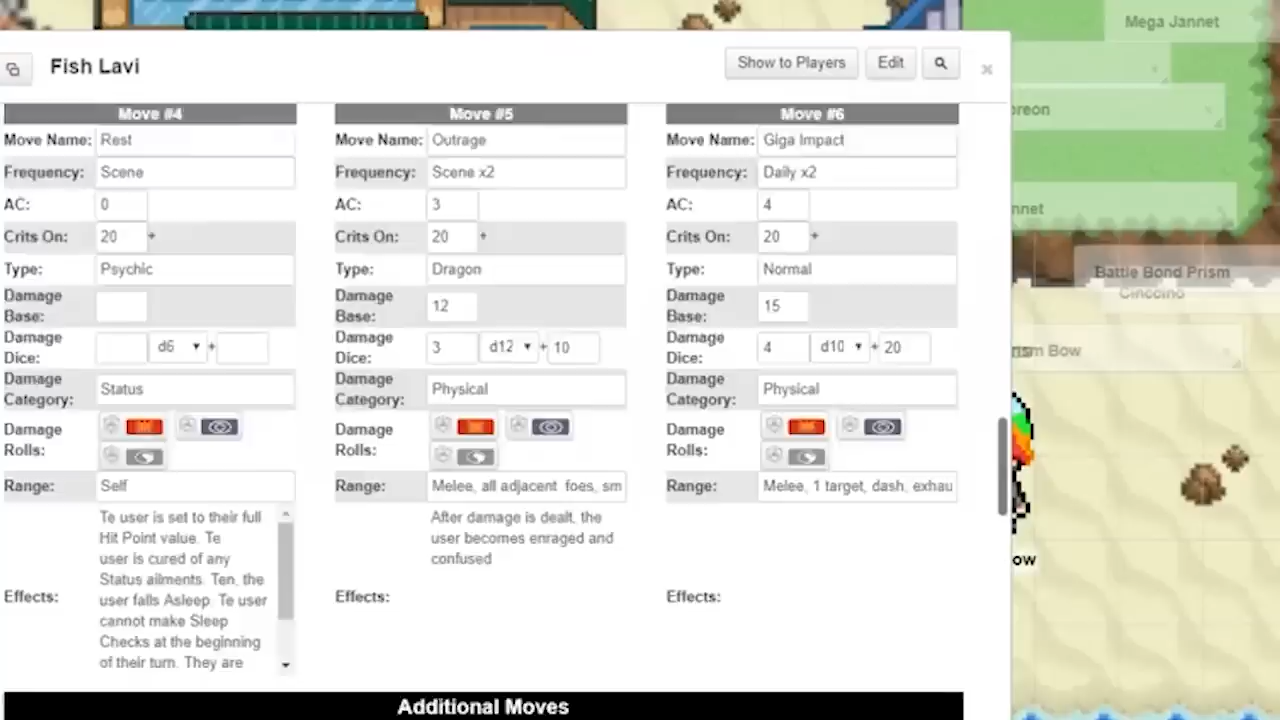 Mega Jannet
Fish Lavi
Show to Players
Edit
Move #4
Move Name: Rest
Frequency: Scene
AC: 0
Crits On: 20 +
Type: Psychic
Damage Base:
Damage Dice: d6 +
Damage Category: Status
Damage Rolls:
Range: Self
Effects:
Te user is set to their full
Hit Point value. Te
user is cured of any
Status ailments. Ten, the
user falls Asleep. Te user
cannot make Sleep
Checks at the beginning
of their turn. They are
Move #5
Move Name: Outrage
Frequency: Scene x2
AC: 3
Crits On: 20 +
Type: Dragon
Damage Base: 12
Damage Dice: 3 d12 + 10
Damage Category: Physical
Damage Rolls:
Range: Melee, all adjacent foes, sm
Effects:
After damage is dealt, the
user becomes enraged and
confused
Move #6
Move Name: Giga Impact
Frequency: Daily x2
AC: 4
Crits On: 20 +
Type: Normal
Damage Base: 15
Damage Dice: 4 d10 + 20
Damage Category: Physical
Damage Rolls:
Range: Melee, 1 target, dash, exhau
Effects:
Additional Moves
oreon
nnet
Battle Bond Prism
Cinccino
ism Bow
ow